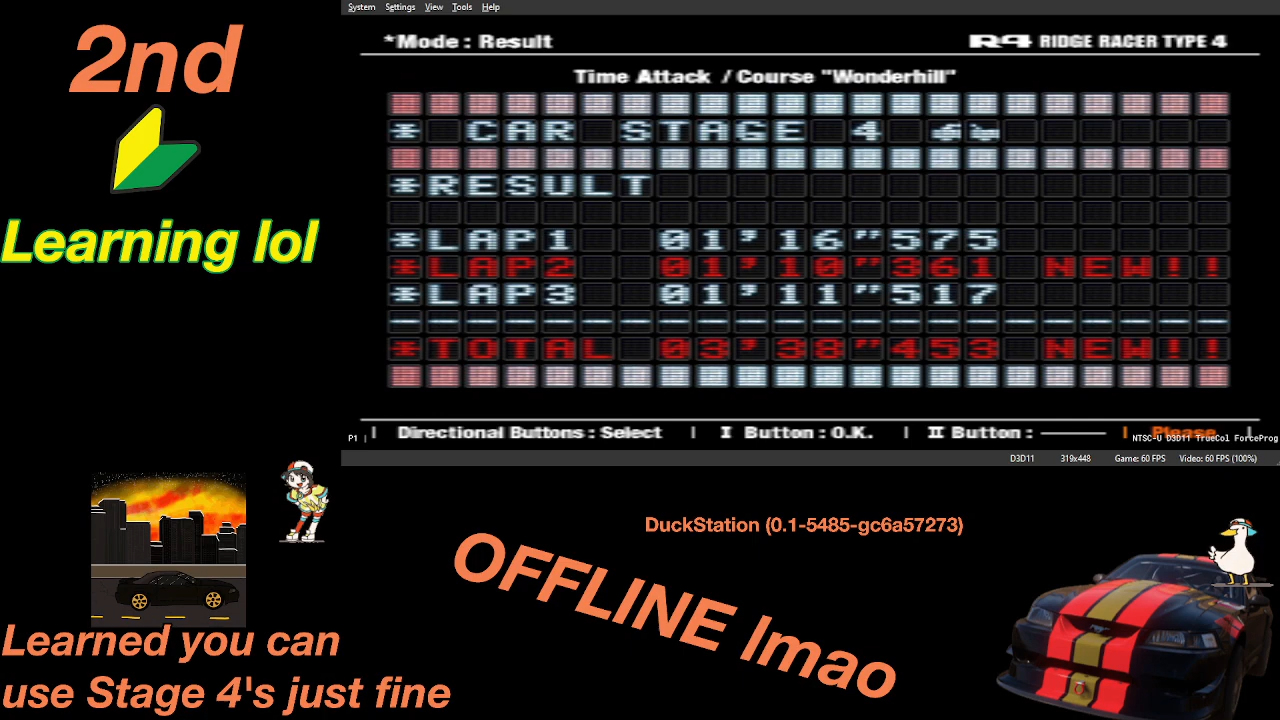 2nd
Learning lol
System Settings View Tools Help
*Mode : Result
R4 RIDGE RACER TYPE 4
Time Attack / Course "Wonderhill"
* CAR STAGE 4
*RESULT
*LAP1 01'16"575
*LAP2 01'10"361 NEW!!
*LAP3 01'11"517
*TOTAL 03'38"453 NEW!!
P1 | Directional Buttons : Select | I Button : O.K. | II Button : ——— | Please
NTSC-U D3D11 TrueCol ForceProg
D3D11 319x448 Game: 60 FPS Video: 60 FPS (100%)
DuckStation (0.1-5485-gc6a57273)
OFFLINE lmao
Learned you can
use Stage 4's just fine